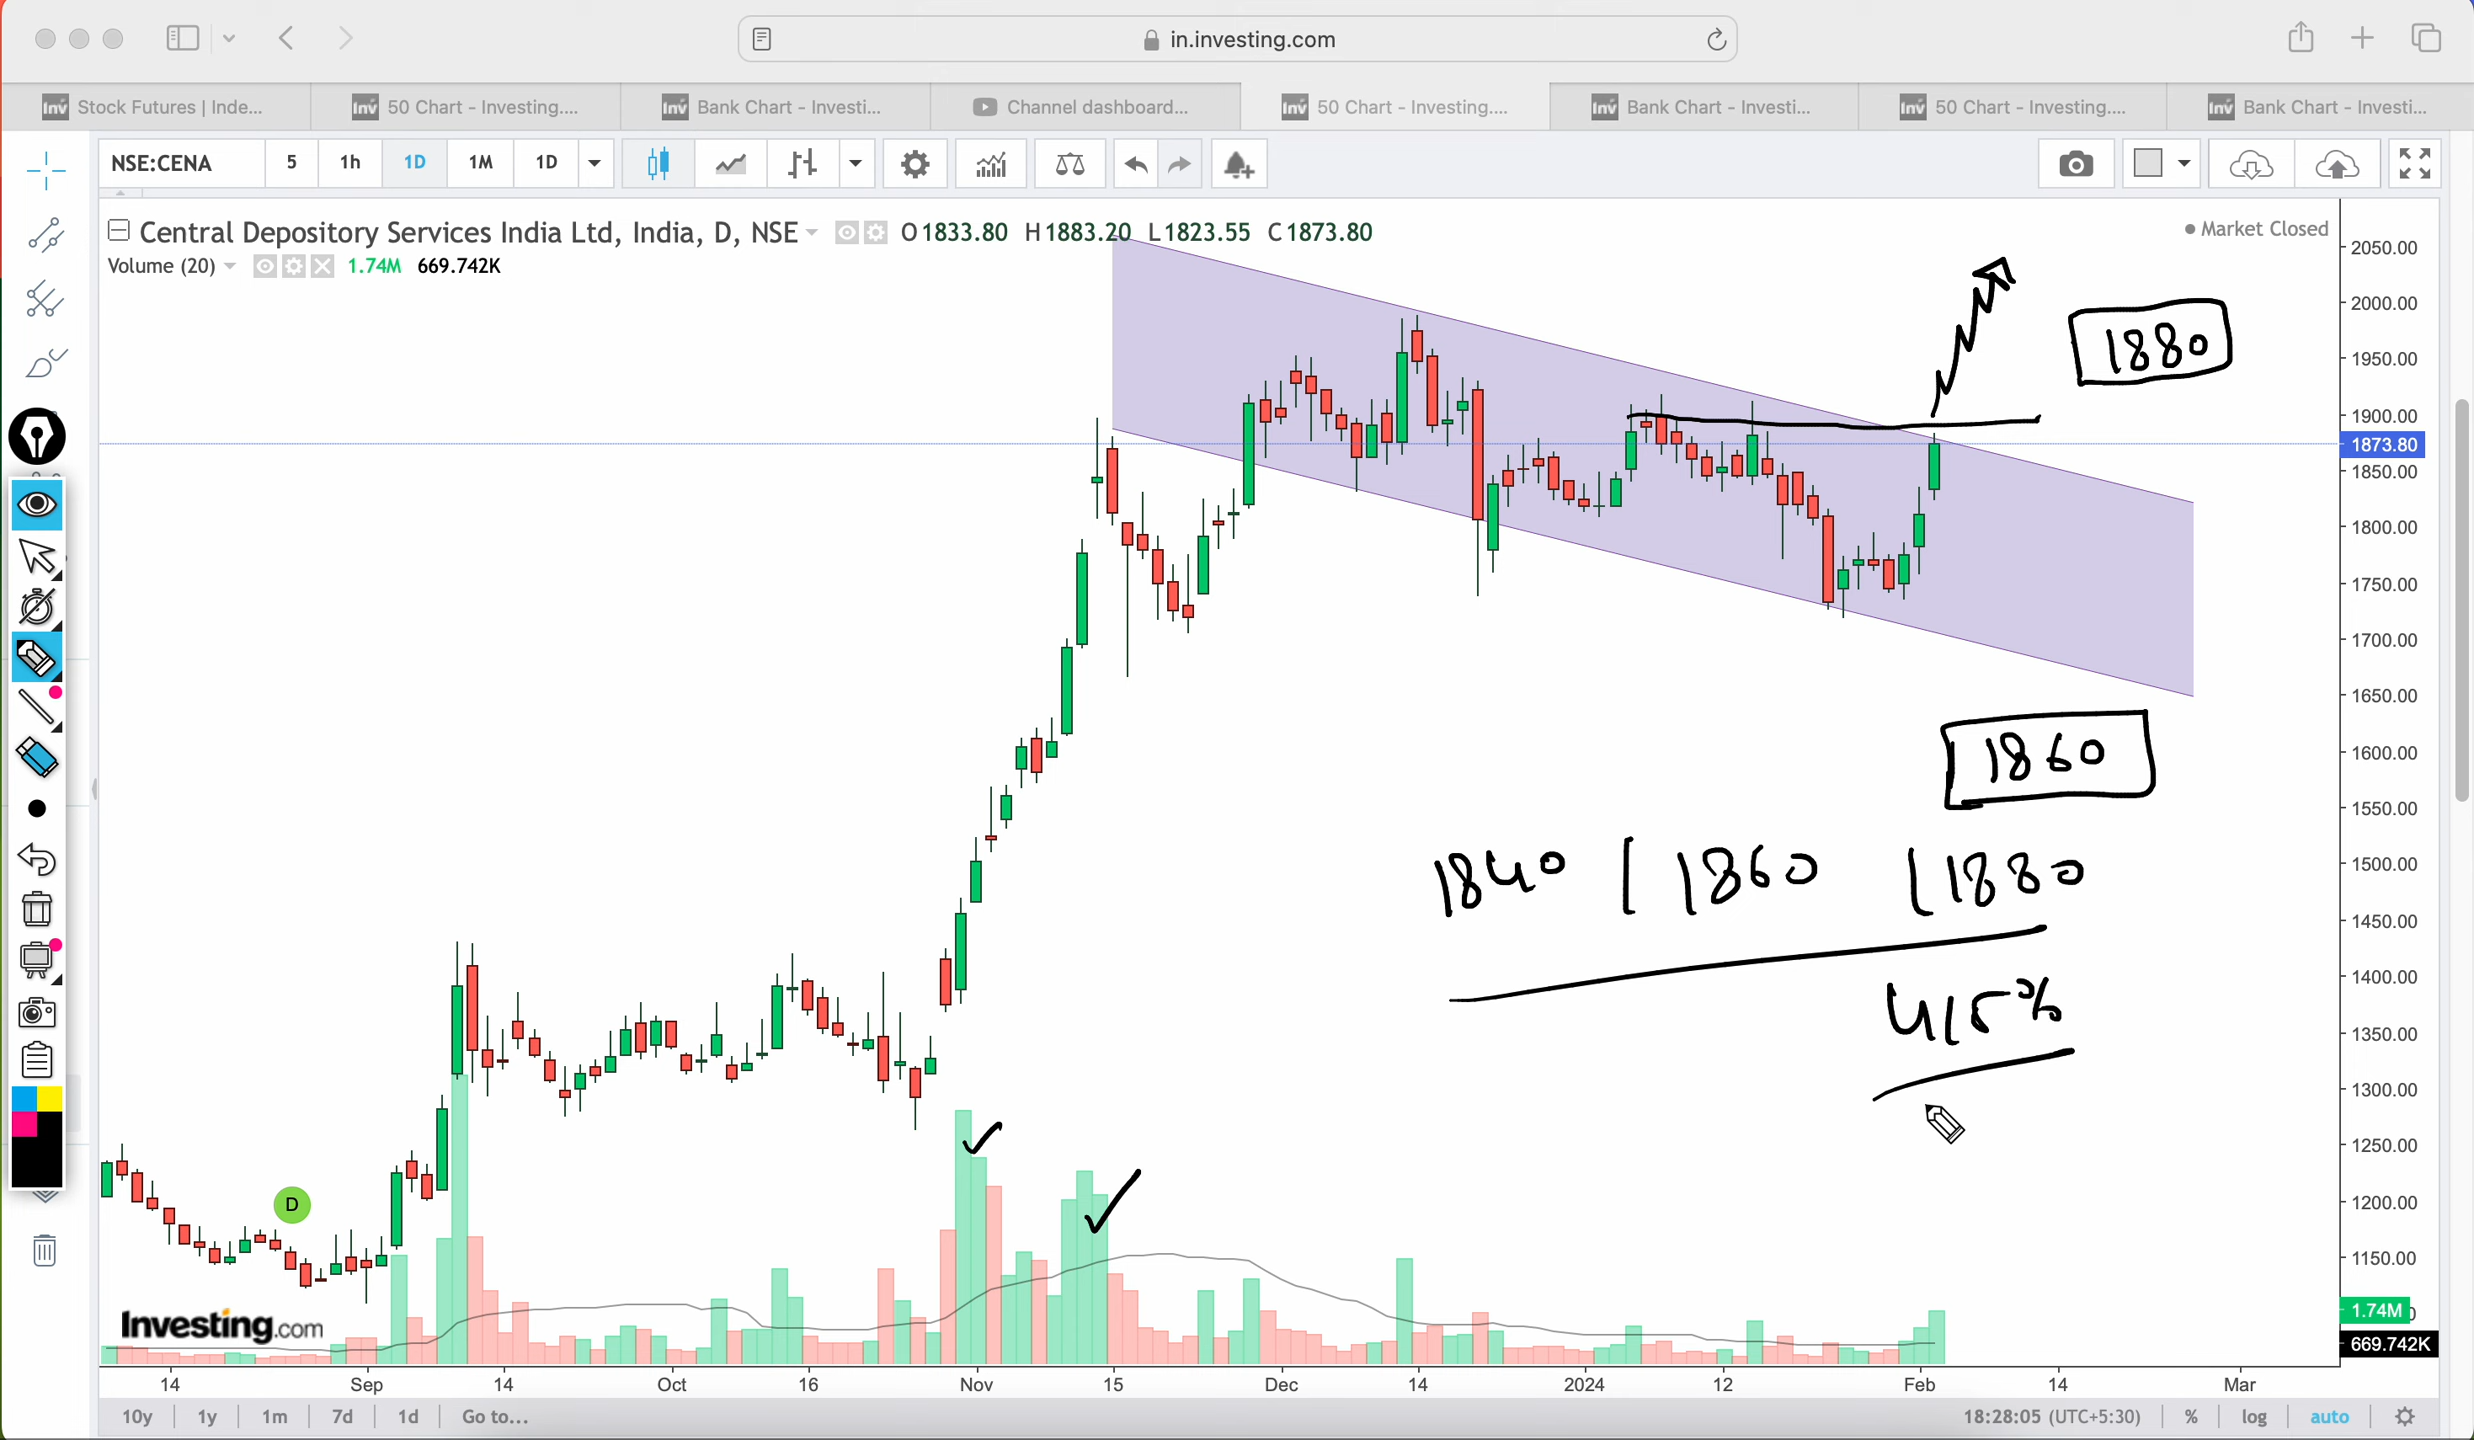 in.investing.com
Stock Futures | Inde...
50 Chart - Investing....
Bank Chart - Investi...
Channel dashboard...
50 Chart - Investing....
Bank Chart - Investi...
50 Chart - Investing....
Bank Chart - Investi...
NSE:CENA 5 1h 1D 1M 1D
Central Depository Services India Ltd, India, D, NSE O1833.80 H1883.20 L1823.55 C1873.80
Market Closed
Volume (20) 1.74M 669.742K
2050.00
2000.00
1880
1950.00
1900.00
1873.80
1850.00
1800.00
1750.00
1700.00
1650.00
1860
1600.00
1550.00
1840 | 1860 | 1880
1500.00
1450.00
1400.00
1350.00
1300.00
1250.00
1200.00
D
1150.00
1.74M
Investing.com
669.742K
14 Sep 14 Oct 16 Nov 15 Dec 14 2024 12 Feb 14 Mar
10y 1y 1m 7d 1d Go to...
18:28:05 (UTC+5:30) % log auto